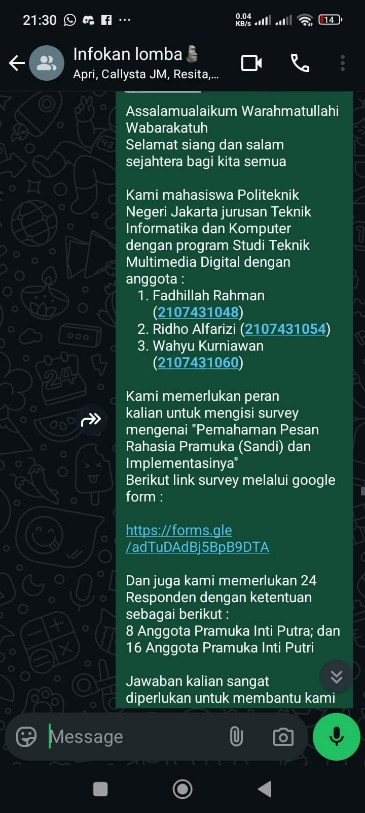 21:30 ...
0.04
KB/s
14
Infokan lomba🗿
Apri, Callysta JM, Resita,...
Assalamualaikum Warahmatullahi
Wabarakatuh
Selamat siang dan salam
sejahtera bagi kita semua
Kami mahasiswa Politeknik
Negeri Jakarta jurusan Teknik
Informatika dan Komputer
dengan program Studi Teknik
Multimedia Digital dengan
anggota :
1. Fadhillah Rahman
(2107431048)
2. Ridho Alfarizi (2107431054)
3. Wahyu Kurniawan
(2107431060)
Kami memerlukan peran
kalian untuk mengisi survey
mengenai "Pemahaman Pesan
Rahasia Pramuka (Sandi) dan
Implementasinya"
Berikut link survey melalui google
form :
https://forms.gle
/adTuDAdBj5BpB9DTA
Dan juga kami memerlukan 24
Responden dengan ketentuan
sebagai berikut :
8 Anggota Pramuka Inti Putra; dan
16 Anggota Pramuka Inti Putri
Jawaban kalian sangat
diperlukan untuk membantu kami
Message